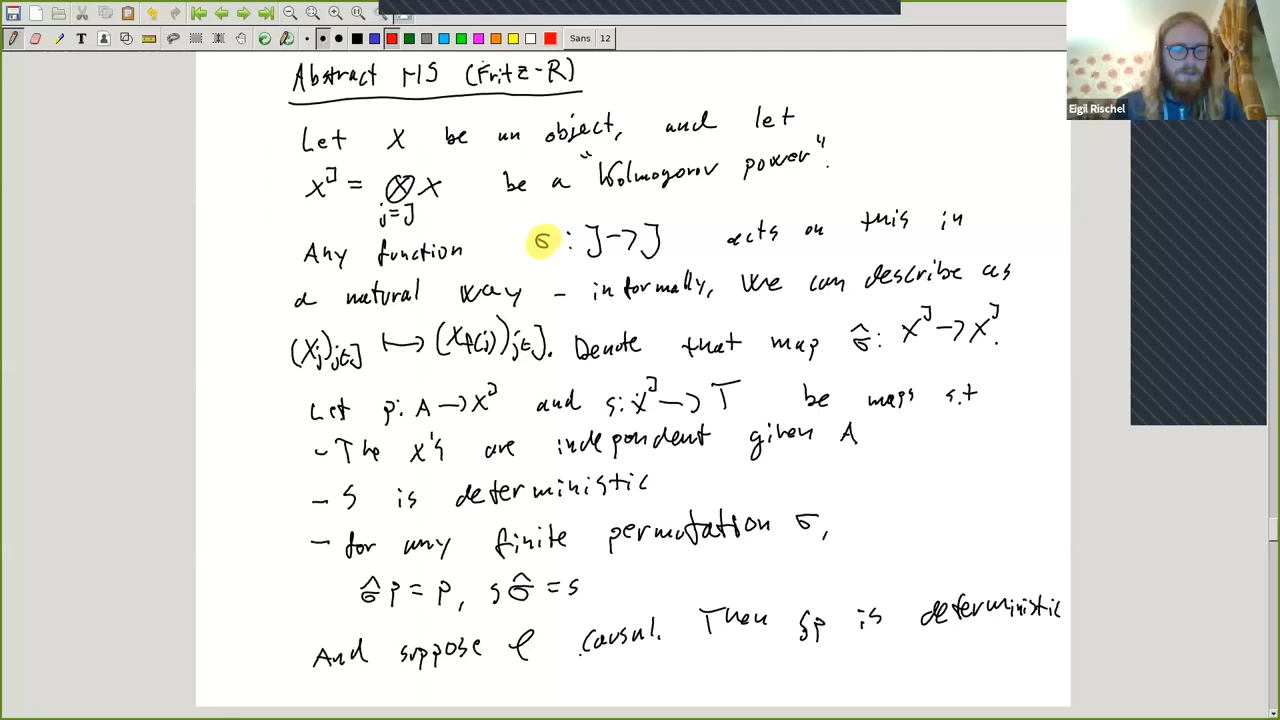 Sans 12
Eigil Rischel
Abstract HS (Fritz-R)
Let X be an object, and let
X^J = ⊗ X be a "Kolmogorov power".
j=J
Any function σ : J -> J acts on this in
a natural way - informally, we can describe as
(Xj)j∈J ↦ (Xf(j))j∈J. Denote that map σ̂: X^J -> X^J.
Let p: A -> X^J and s: X^J -> T be maps s.t
- The X's are independent given A
- S is deterministic
- for any finite permutation σ,
σ̂p = p, sσ̂ = s
And suppose C causal. Then sp is deterministic